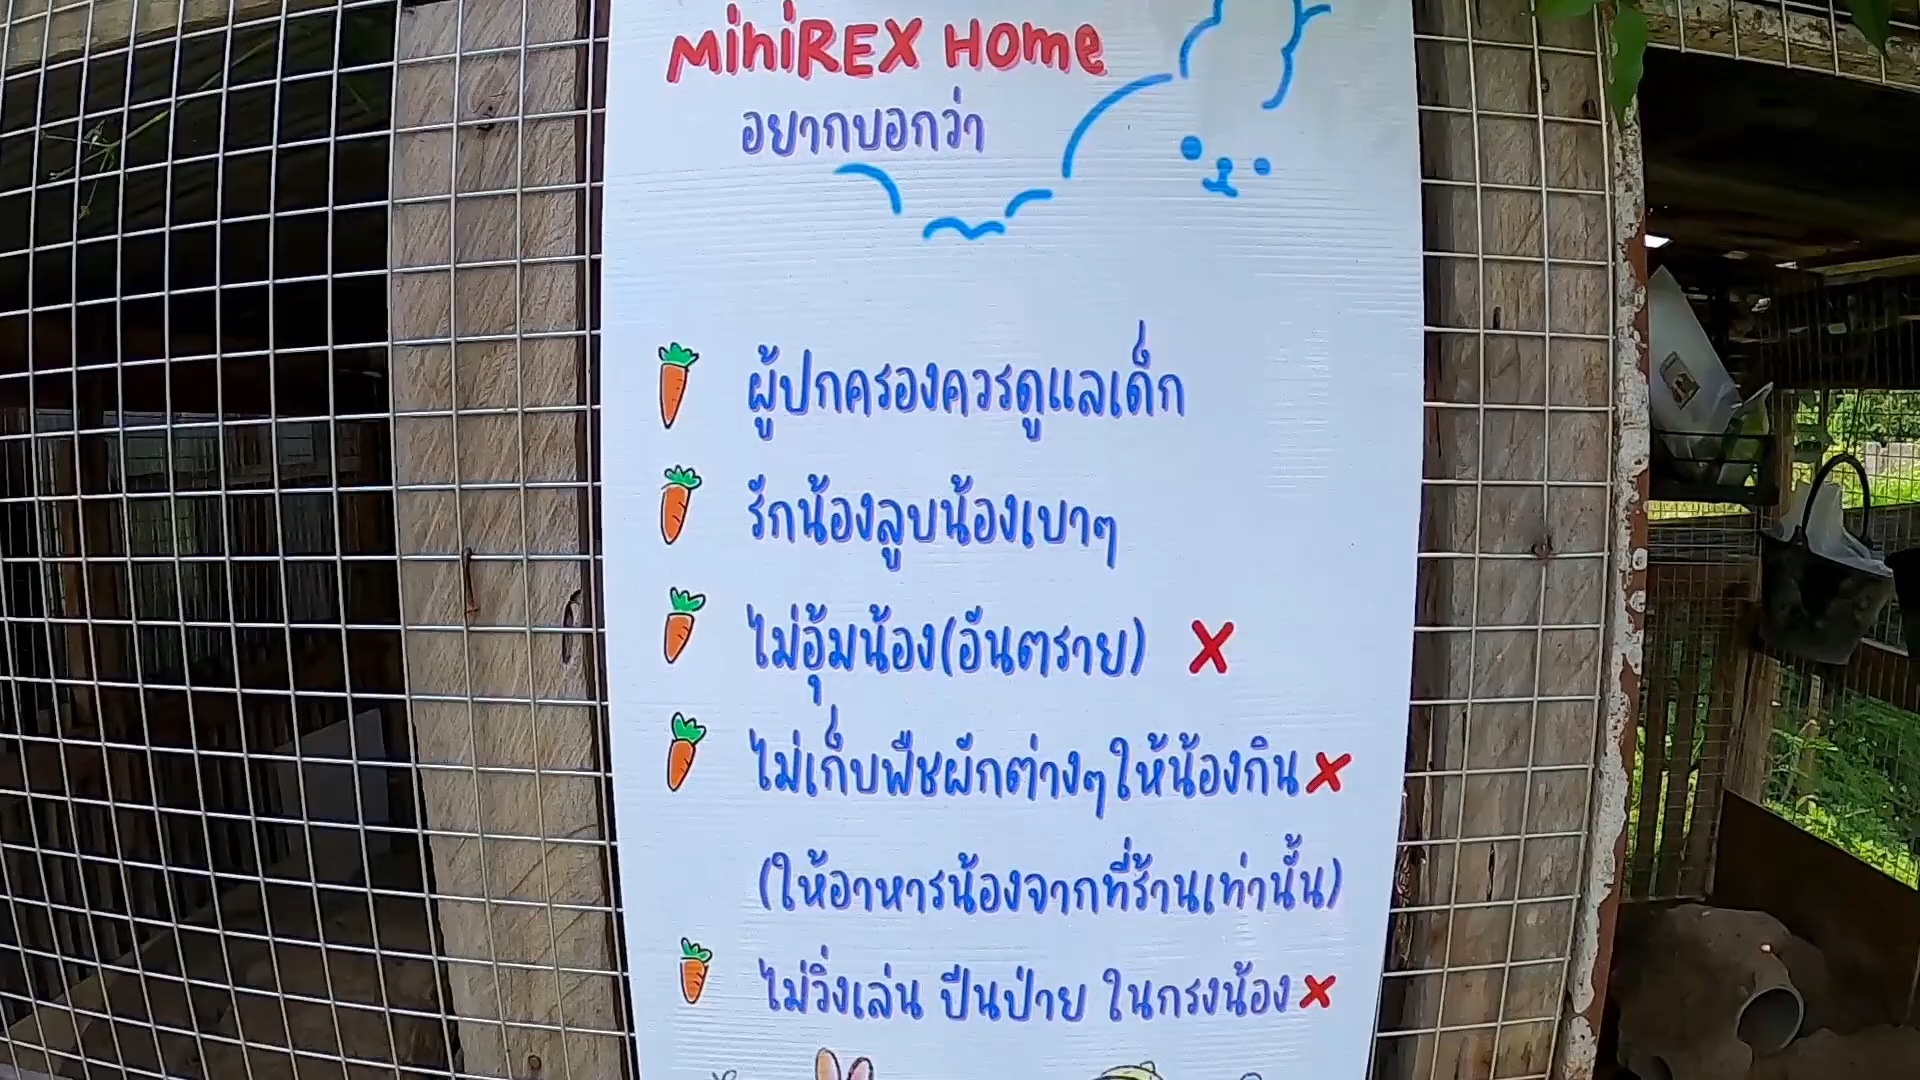 MiniREX Home
อยากบอกว่า
ผู้ปกครองควรดูแลเด็ก
รักน้องลูบน้องเบาๆ
ไม่อุ้มน้อง(อันตราย) X
ไม่เก็บพืชผักต่างๆให้น้องกิน X
(ให้อาหารน้องจากที่ร้านเท่านั้น)
ไม่วิ่งเล่น ปีนป่าย ในกรงน้อง X